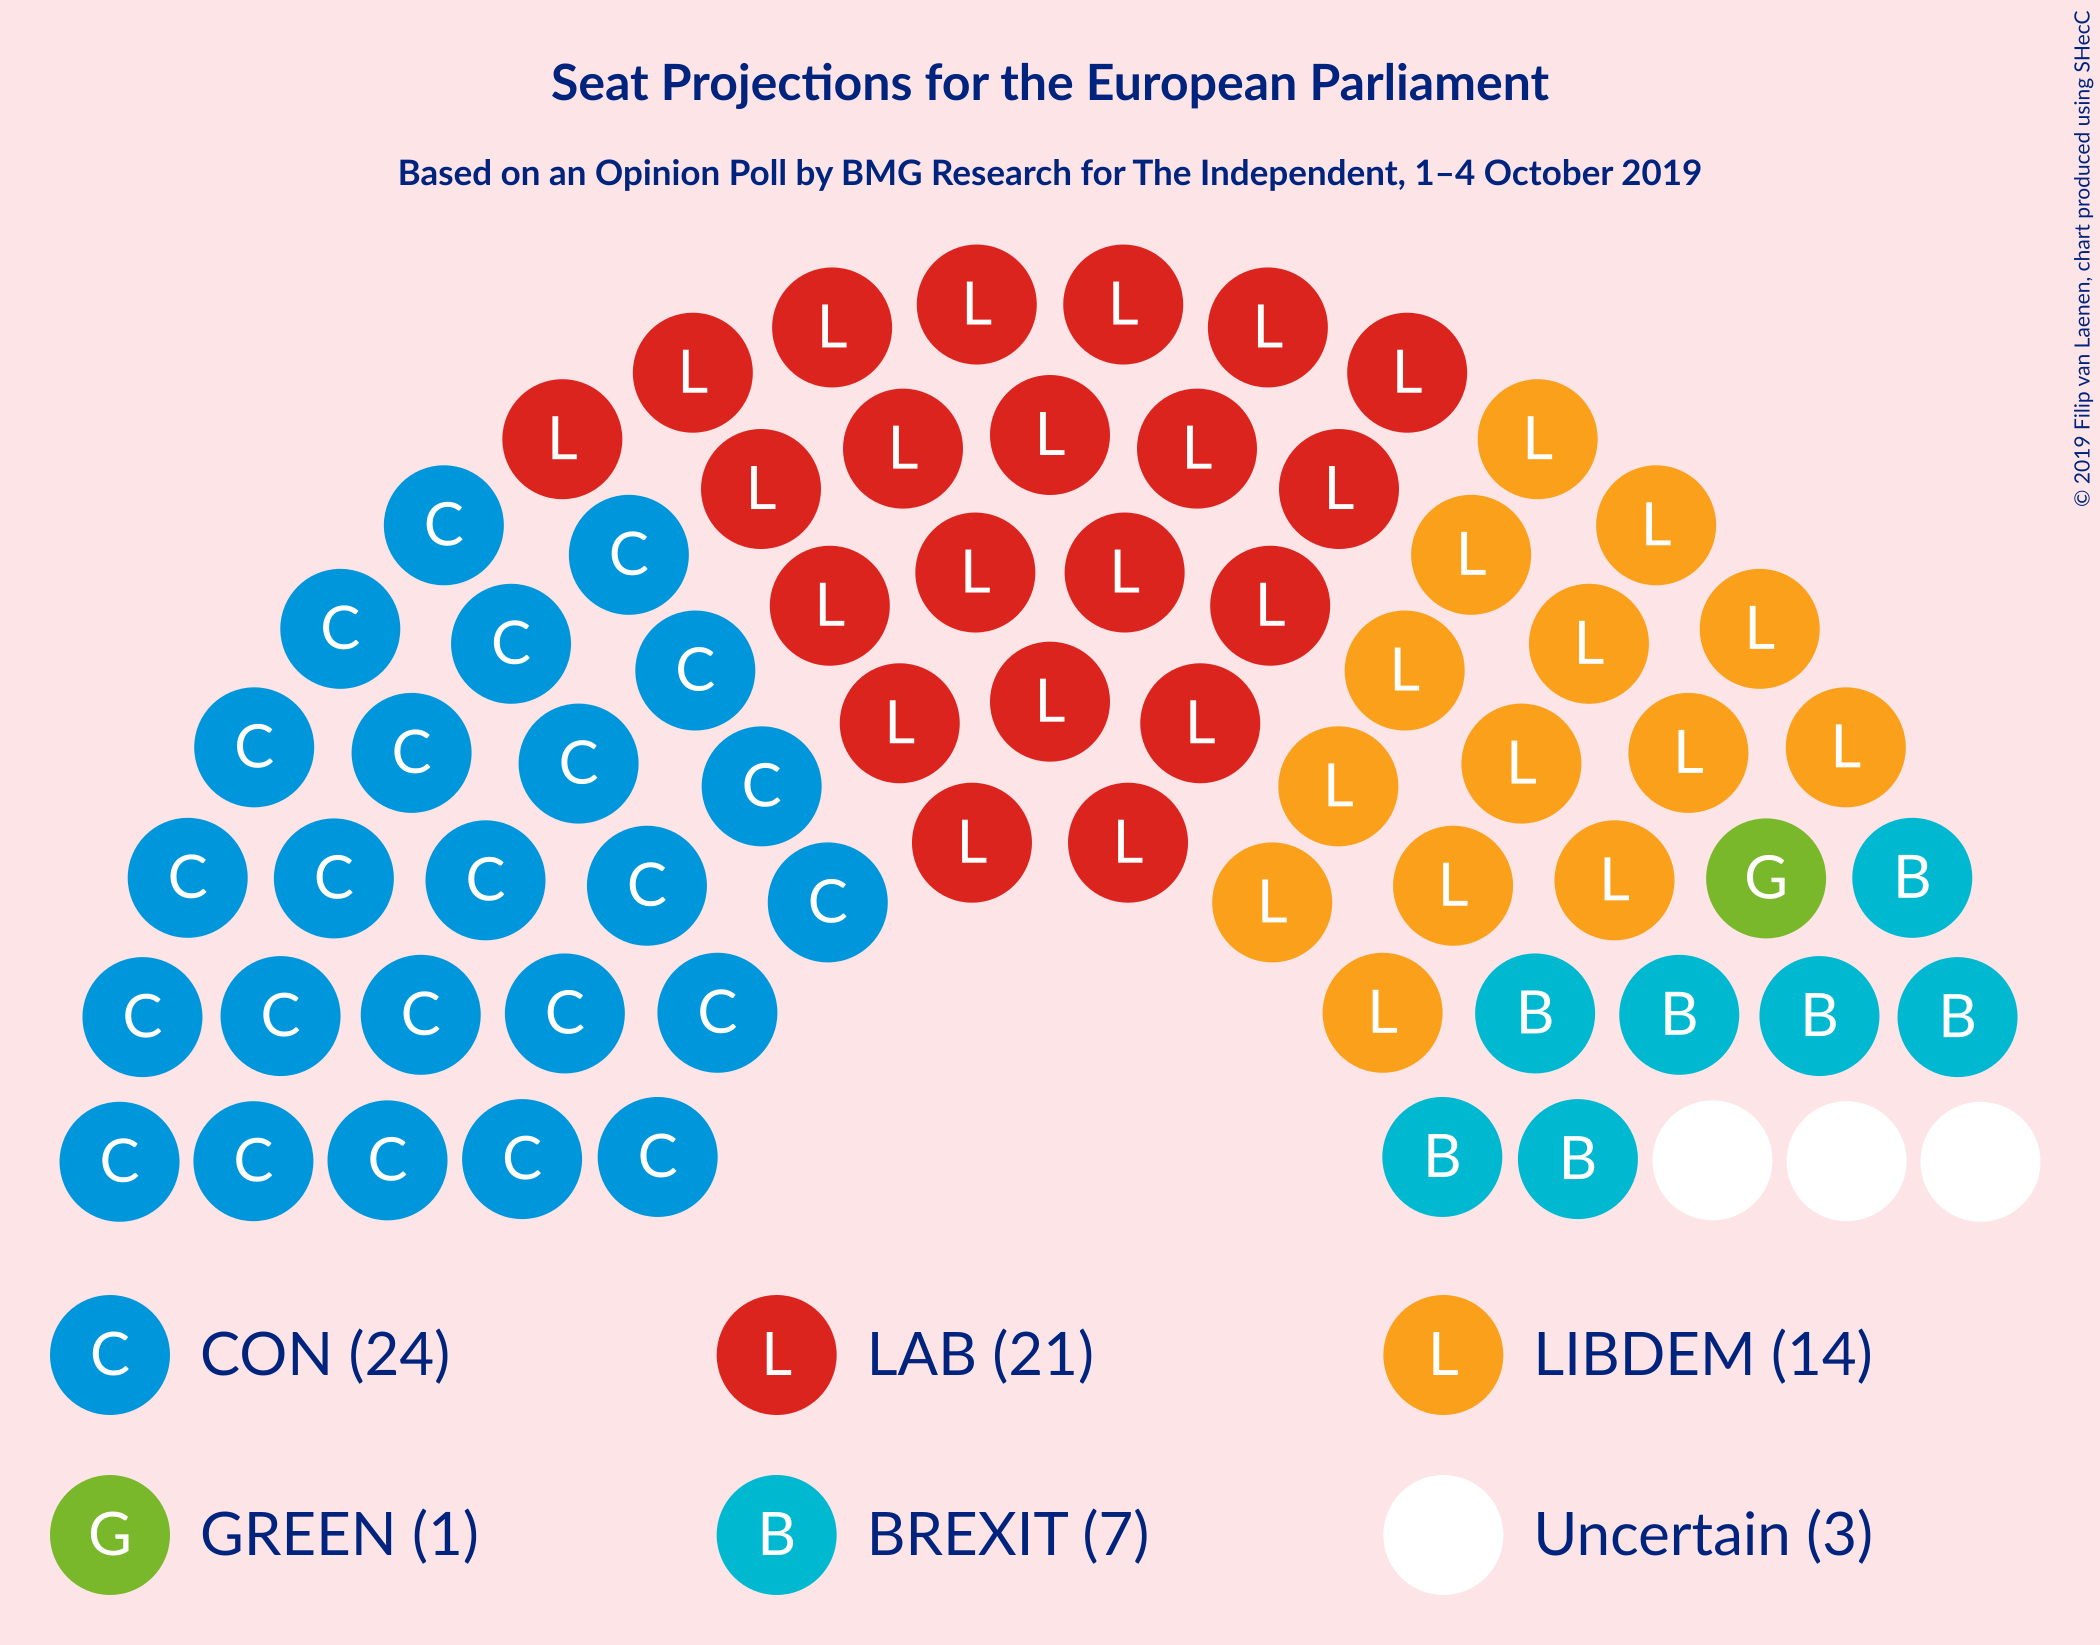 Seat Projections for the European Parliament
Based on an Opinion Poll by BMG Research for The Independent, 1–4 October 2019
© 2019 Filip van Laenen, chart produced using SHecC
L L L L
L L L L
L L L L L L
C L L L
C C L L L L L
C C C L L L
C C C C L L L L L L L
C C C C C L L L L L G B
C C C C C L B B B B
C C C C C B B
C CON (24) L LAB (21) L LIBDEM (14)
G GREEN (1) B BREXIT (7) Uncertain (3)